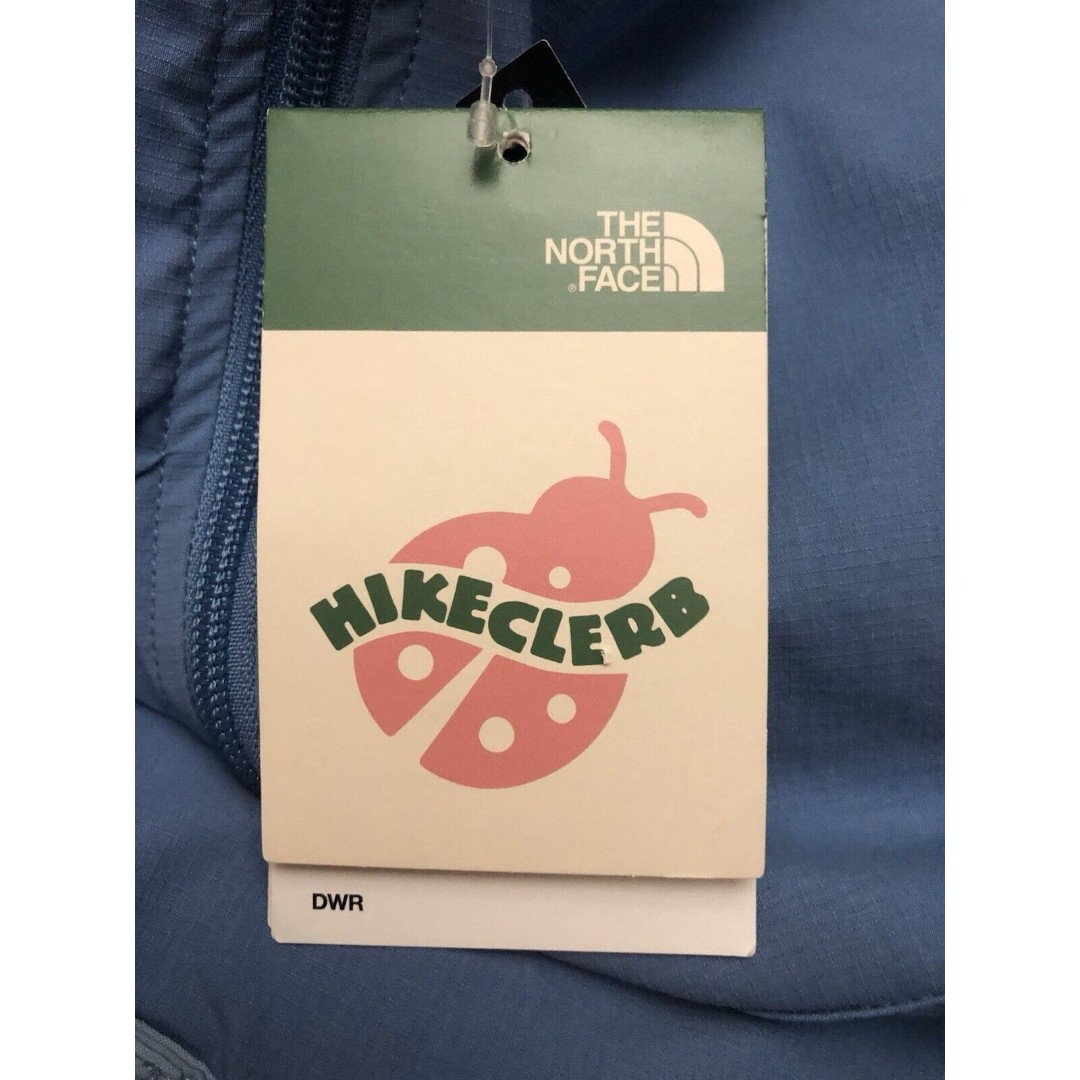 THE
NORTH
FACE
®
HIKECLERB
DWR